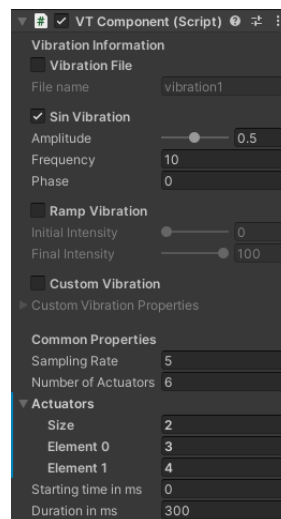 VT Component (Script)
Vibration Information
Vibration File
File name vibration1
Sin Vibration
Amplitude 0.5
Frequency 10
Phase 0
Ramp Vibration
Initial Intensity 0
Final Intensity 100
Custom Vibration
Custom Vibration Properties
Common Properties
Sampling Rate 5
Number of Actuators 6
Actuators
Size 2
Element 0 3
Element 1 4
Starting time in ms 0
Duration in ms 300